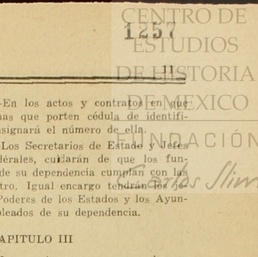 CENTRO DE
ESTUDIOS
DE HISTORIA
DE MEXICO
FUNDACIÓN
Carlos Slim
1257
11
-En los actos y contratos en que
nas que porten cédula de identifi-
signará el número de ella.
Los Secretarios de Estado y Jefes
lérales, cuidarán de que los fun-
de su dependencia cumplan con las
tro. Igual encargo tendrán los
Poderes de los Estados y los Ayun-
pleados de su dependencia.
APITULO III